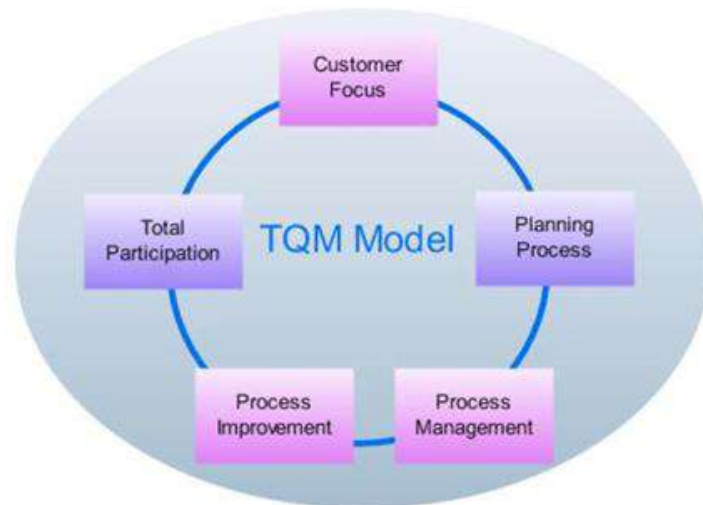 Customer
Focus
Total
Participation
TQM Model
Planning
Process
Process
Improvement
Process
Management